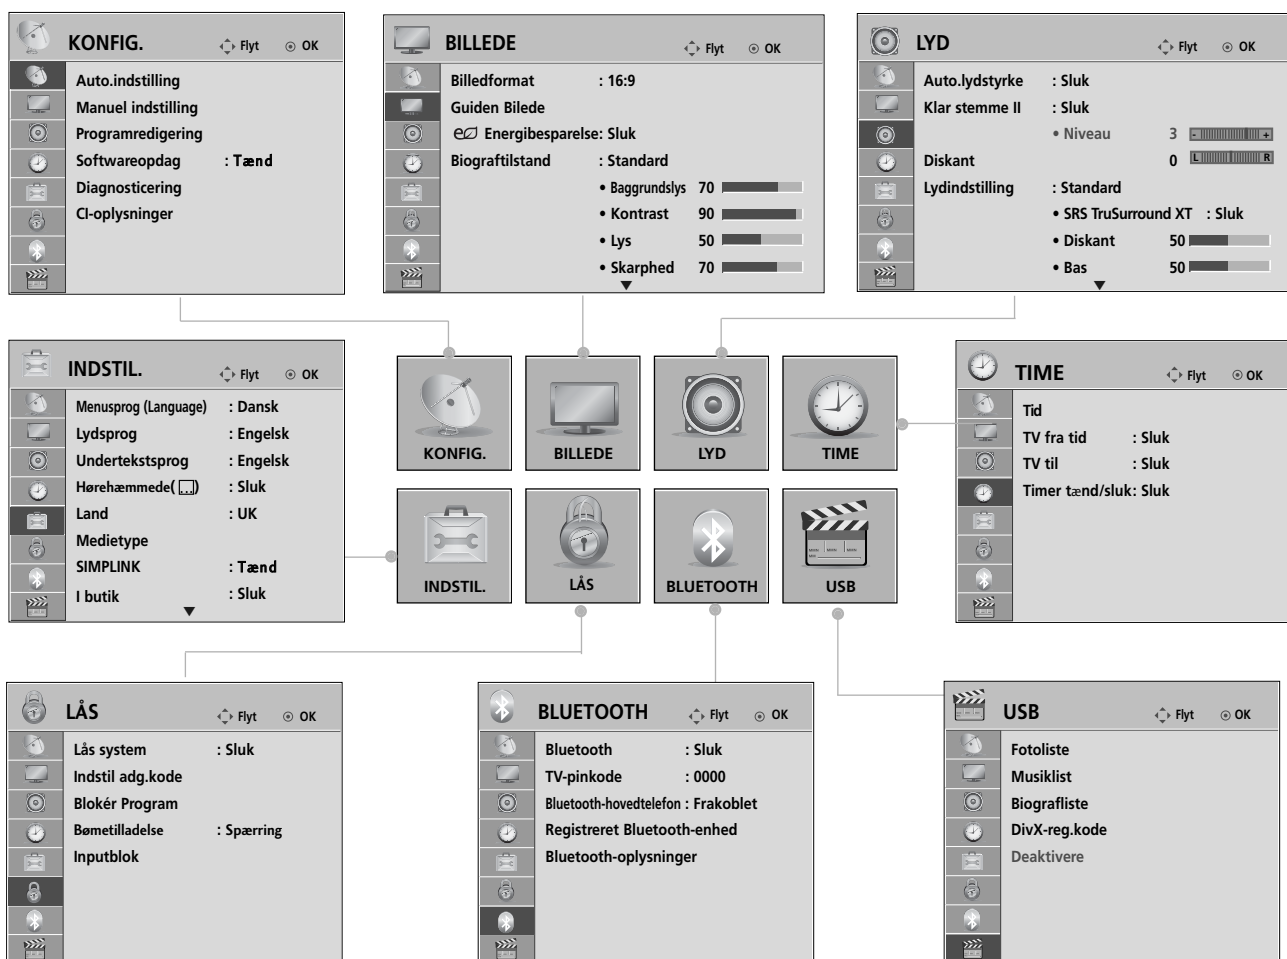 KONFIG. Flyt OK
Auto.indstilling
Manuel indstilling
Programredigering
Softwareopdag : Tænd
Diagnosticering
CI-oplysninger
BILLEDE Flyt OK
Billedformat : 16:9
Guiden Bilede
Energibesparelse: Sluk
Biograftilstand : Standard
• Baggrundslys 70
• Kontrast 90
• Lys 50
• Skarphed 70
LYD Flyt OK
Auto.lydstyrke : Sluk
Klar stemme II : Sluk
• Niveau 3 - +
Diskant 0 L R
Lydindstilling : Standard
• SRS TruSurround XT : Sluk
• Diskant 50
• Bas 50
INDSTIL. Flyt OK
Menusprog (Language) : Dansk
Lydsprog : Engelsk
Undertekstsprog : Engelsk
Hørehæmmede( ) : Sluk
Land : UK
Medietype
SIMPLINK : Tænd
I butik : Sluk
KONFIG.
BILLEDE
LYD
TIME
INDSTIL.
LÅS
BLUETOOTH
USB
TIME Flyt OK
Tid
TV fra tid : Sluk
TV til : Sluk
Timer tænd/sluk: Sluk
LÅS Flyt OK
Lås system : Sluk
Indstil adg.kode
Blokér Program
Bømetilladelse : Spærring
Inputblok
BLUETOOTH Flyt OK
Bluetooth : Sluk
TV-pinkode : 0000
Bluetooth-hovedtelefon : Frakoblet
Registreret Bluetooth-enhed
Bluetooth-oplysninger
USB Flyt OK
Fotoliste
Musiklist
Biografliste
DivX-reg.kode
Deaktivere